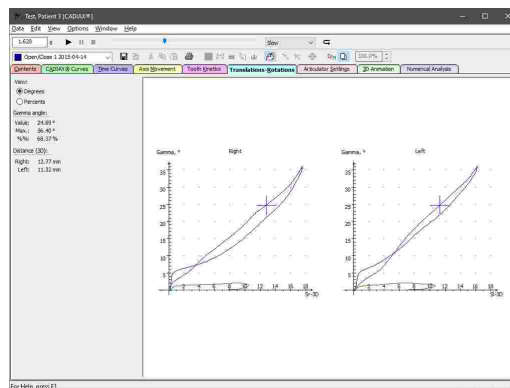 Test, Patient 3 [CADIAX®]
Data Edit View Options Window Help
1.620 s Slow
Open/Close 1 2015-04-14 100.0%
Contents CADIAX® Curves Time Curves Axis Movement Tooth Kinetics Translations-Rotations Articulator Settings 3D Animation Numerical Analysis
View:
Degrees
Percents
Gamma angle:
Value: 24.89 °
Max.: 36.40 °
%%: 68.37 %
Distance (3D):
Right: 12.77 mm
Left: 11.32 mm
Gamma, ° Right Gamma, ° Left
35 35
30 30
25 25
20 20
15 15
10 10
5 5
2 4 6 8 10 12 14 16 18 2 4 6 8 10 12 14 16 18
For Help, press F1